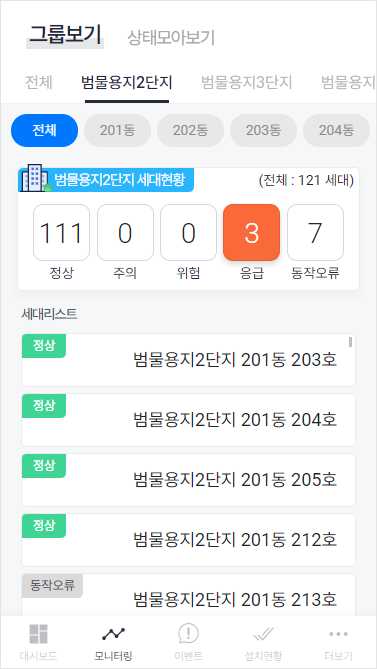 그룹보기 상태모아보기
전체 범물용지2단지 범물용지3단지 범물용지
전체 201동 202동 203동 204동
범물용지2단지 세대현황 (전체 : 121 세대)
111 0 0 3 7
정상 주의 위험 응급 동작오류
세대리스트
정상
범물용지2단지 201동 203호
정상
범물용지2단지 201동 204호
정상
범물용지2단지 201동 205호
정상
범물용지2단지 201동 212호
동작오류
범물용지2단지 201동 213호
대시보드 모니터링 이벤트 설치현황 더보기